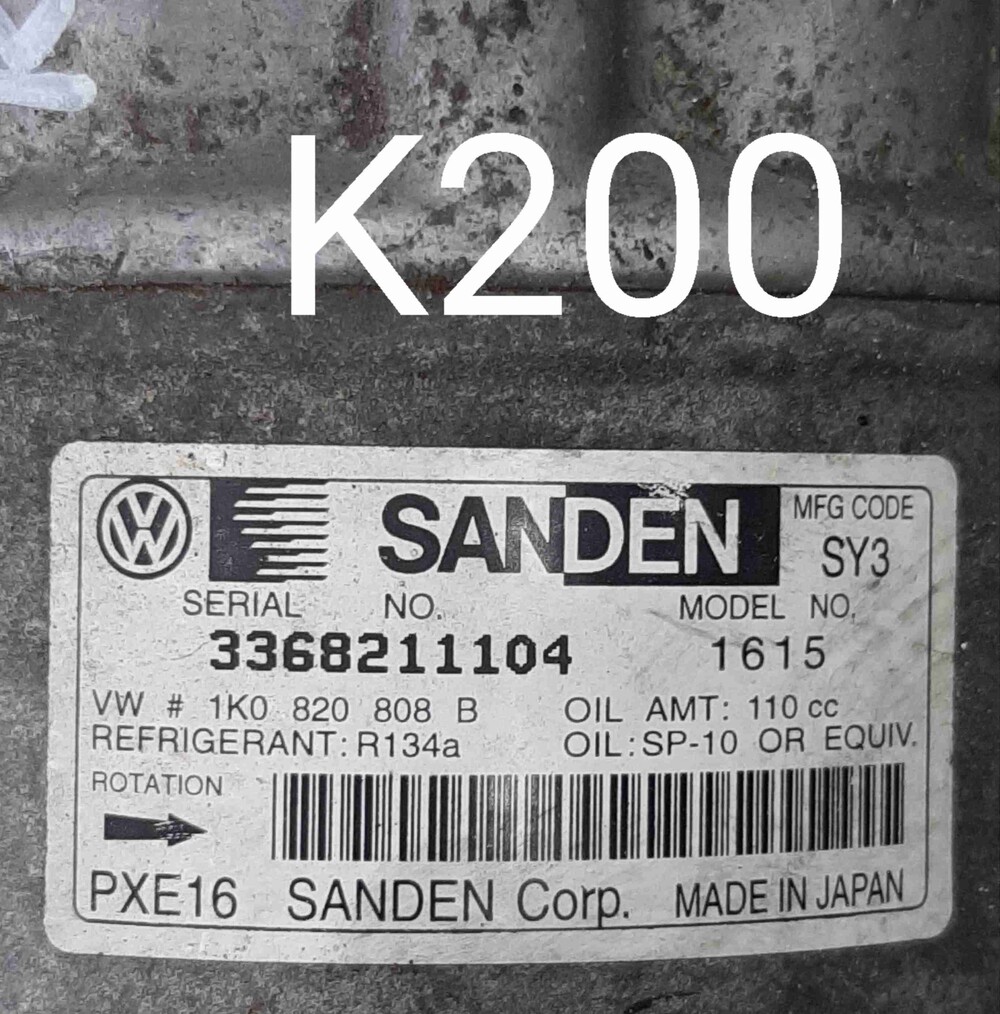 K200
SANDEN
MFG CODE
SY3
SERIAL NO.
MODEL NO.
3368211104
1615
VW # 1K0 820 808 B
OIL AMT: 110 cc
REFRIGERANT: R134a
OIL: SP-10 OR EQUIV.
ROTATION
PXE16 SANDEN Corp. MADE IN JAPAN